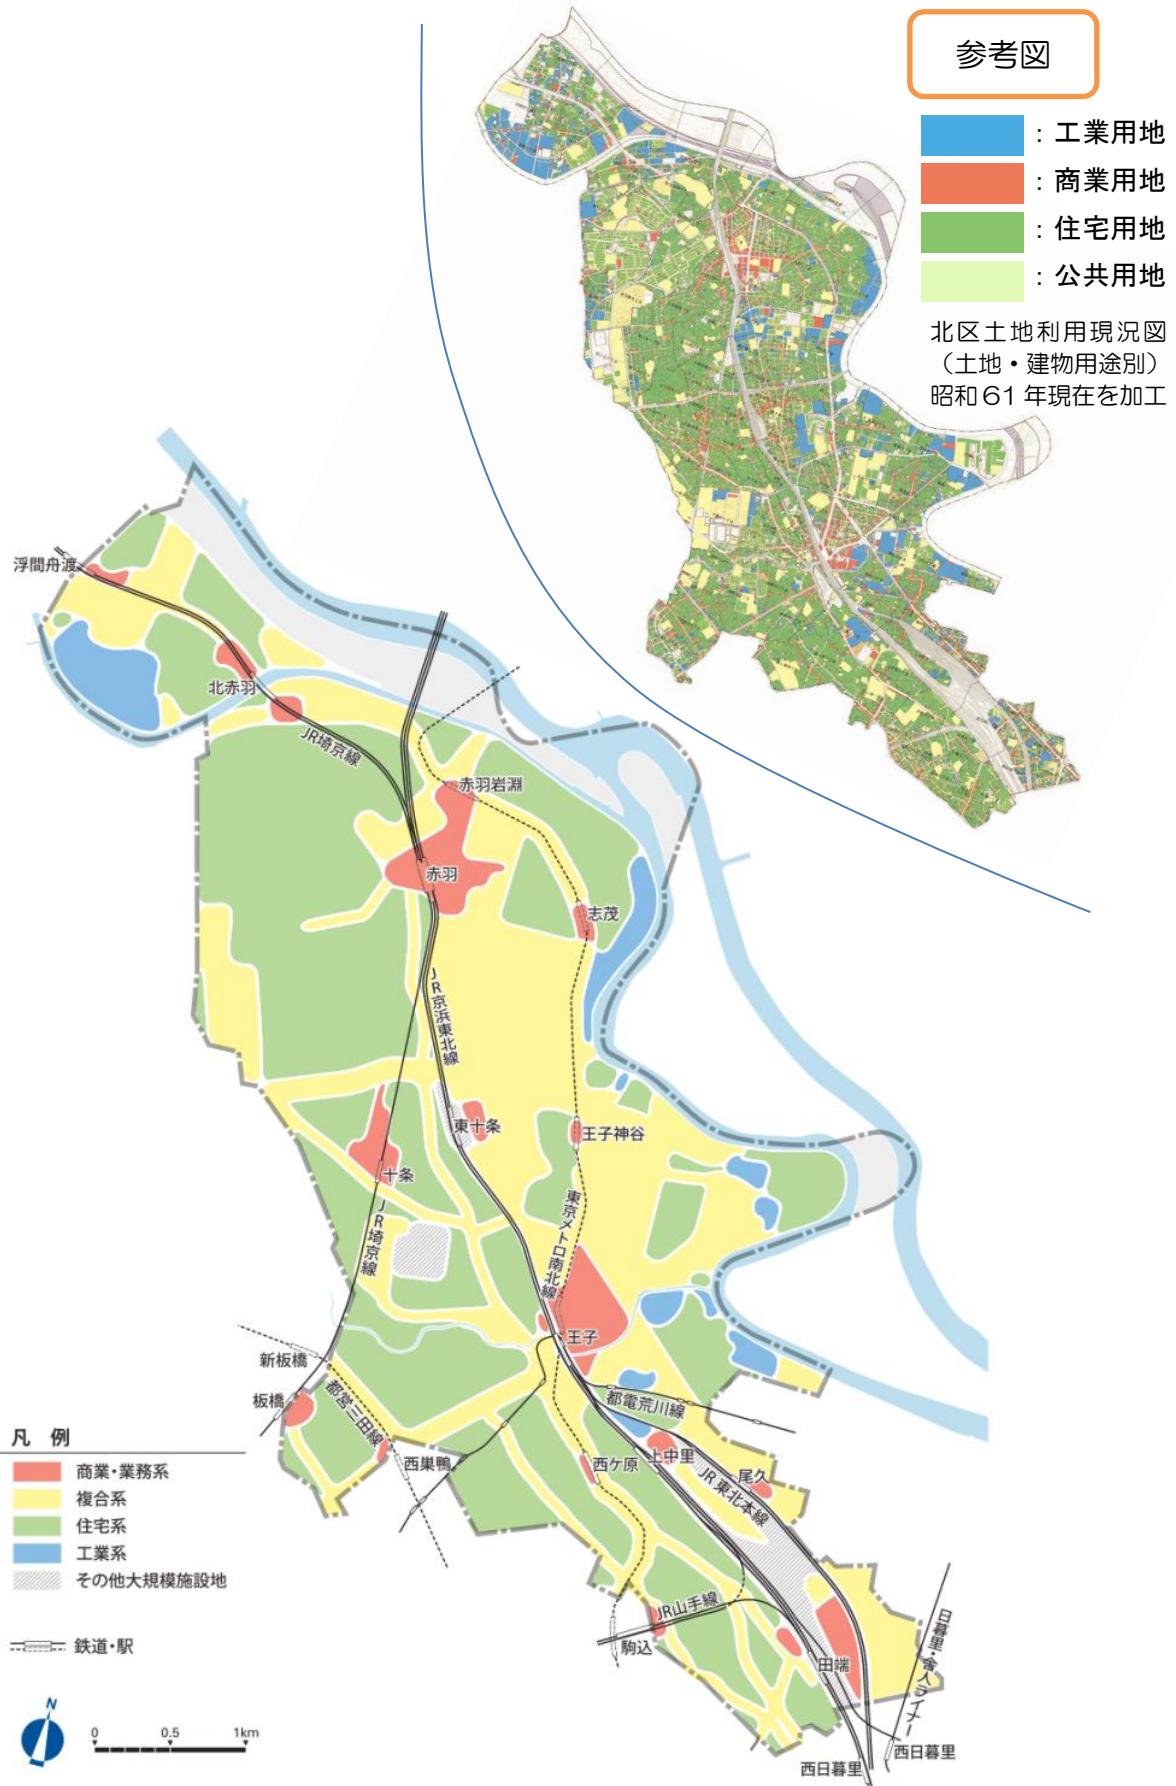 参考図
：工業用地
：商業用地
：住宅用地
：公共用地
北区土地利用現況図
（土地・建物用途別）
昭和61年現在を加工
浮間舟渡
北赤羽
JR埼京線
赤羽岩淵
赤羽
志茂
JR京浜東北線
東十条
王子神谷
十条
JR埼京線
東京メトロ南北線
王子
新板橋
板橋
都営三田線
都電荒川線
西巣鴨
西ケ原
上中里
尾久
JR東北本線
JR山手線
駒込
田端
日暮里・舎人ライナー
西日暮里
西日暮里
凡 例
商業・業務系
複合系
住宅系
工業系
その他大規模施設地
鉄道・駅
N
0 0.5 1km